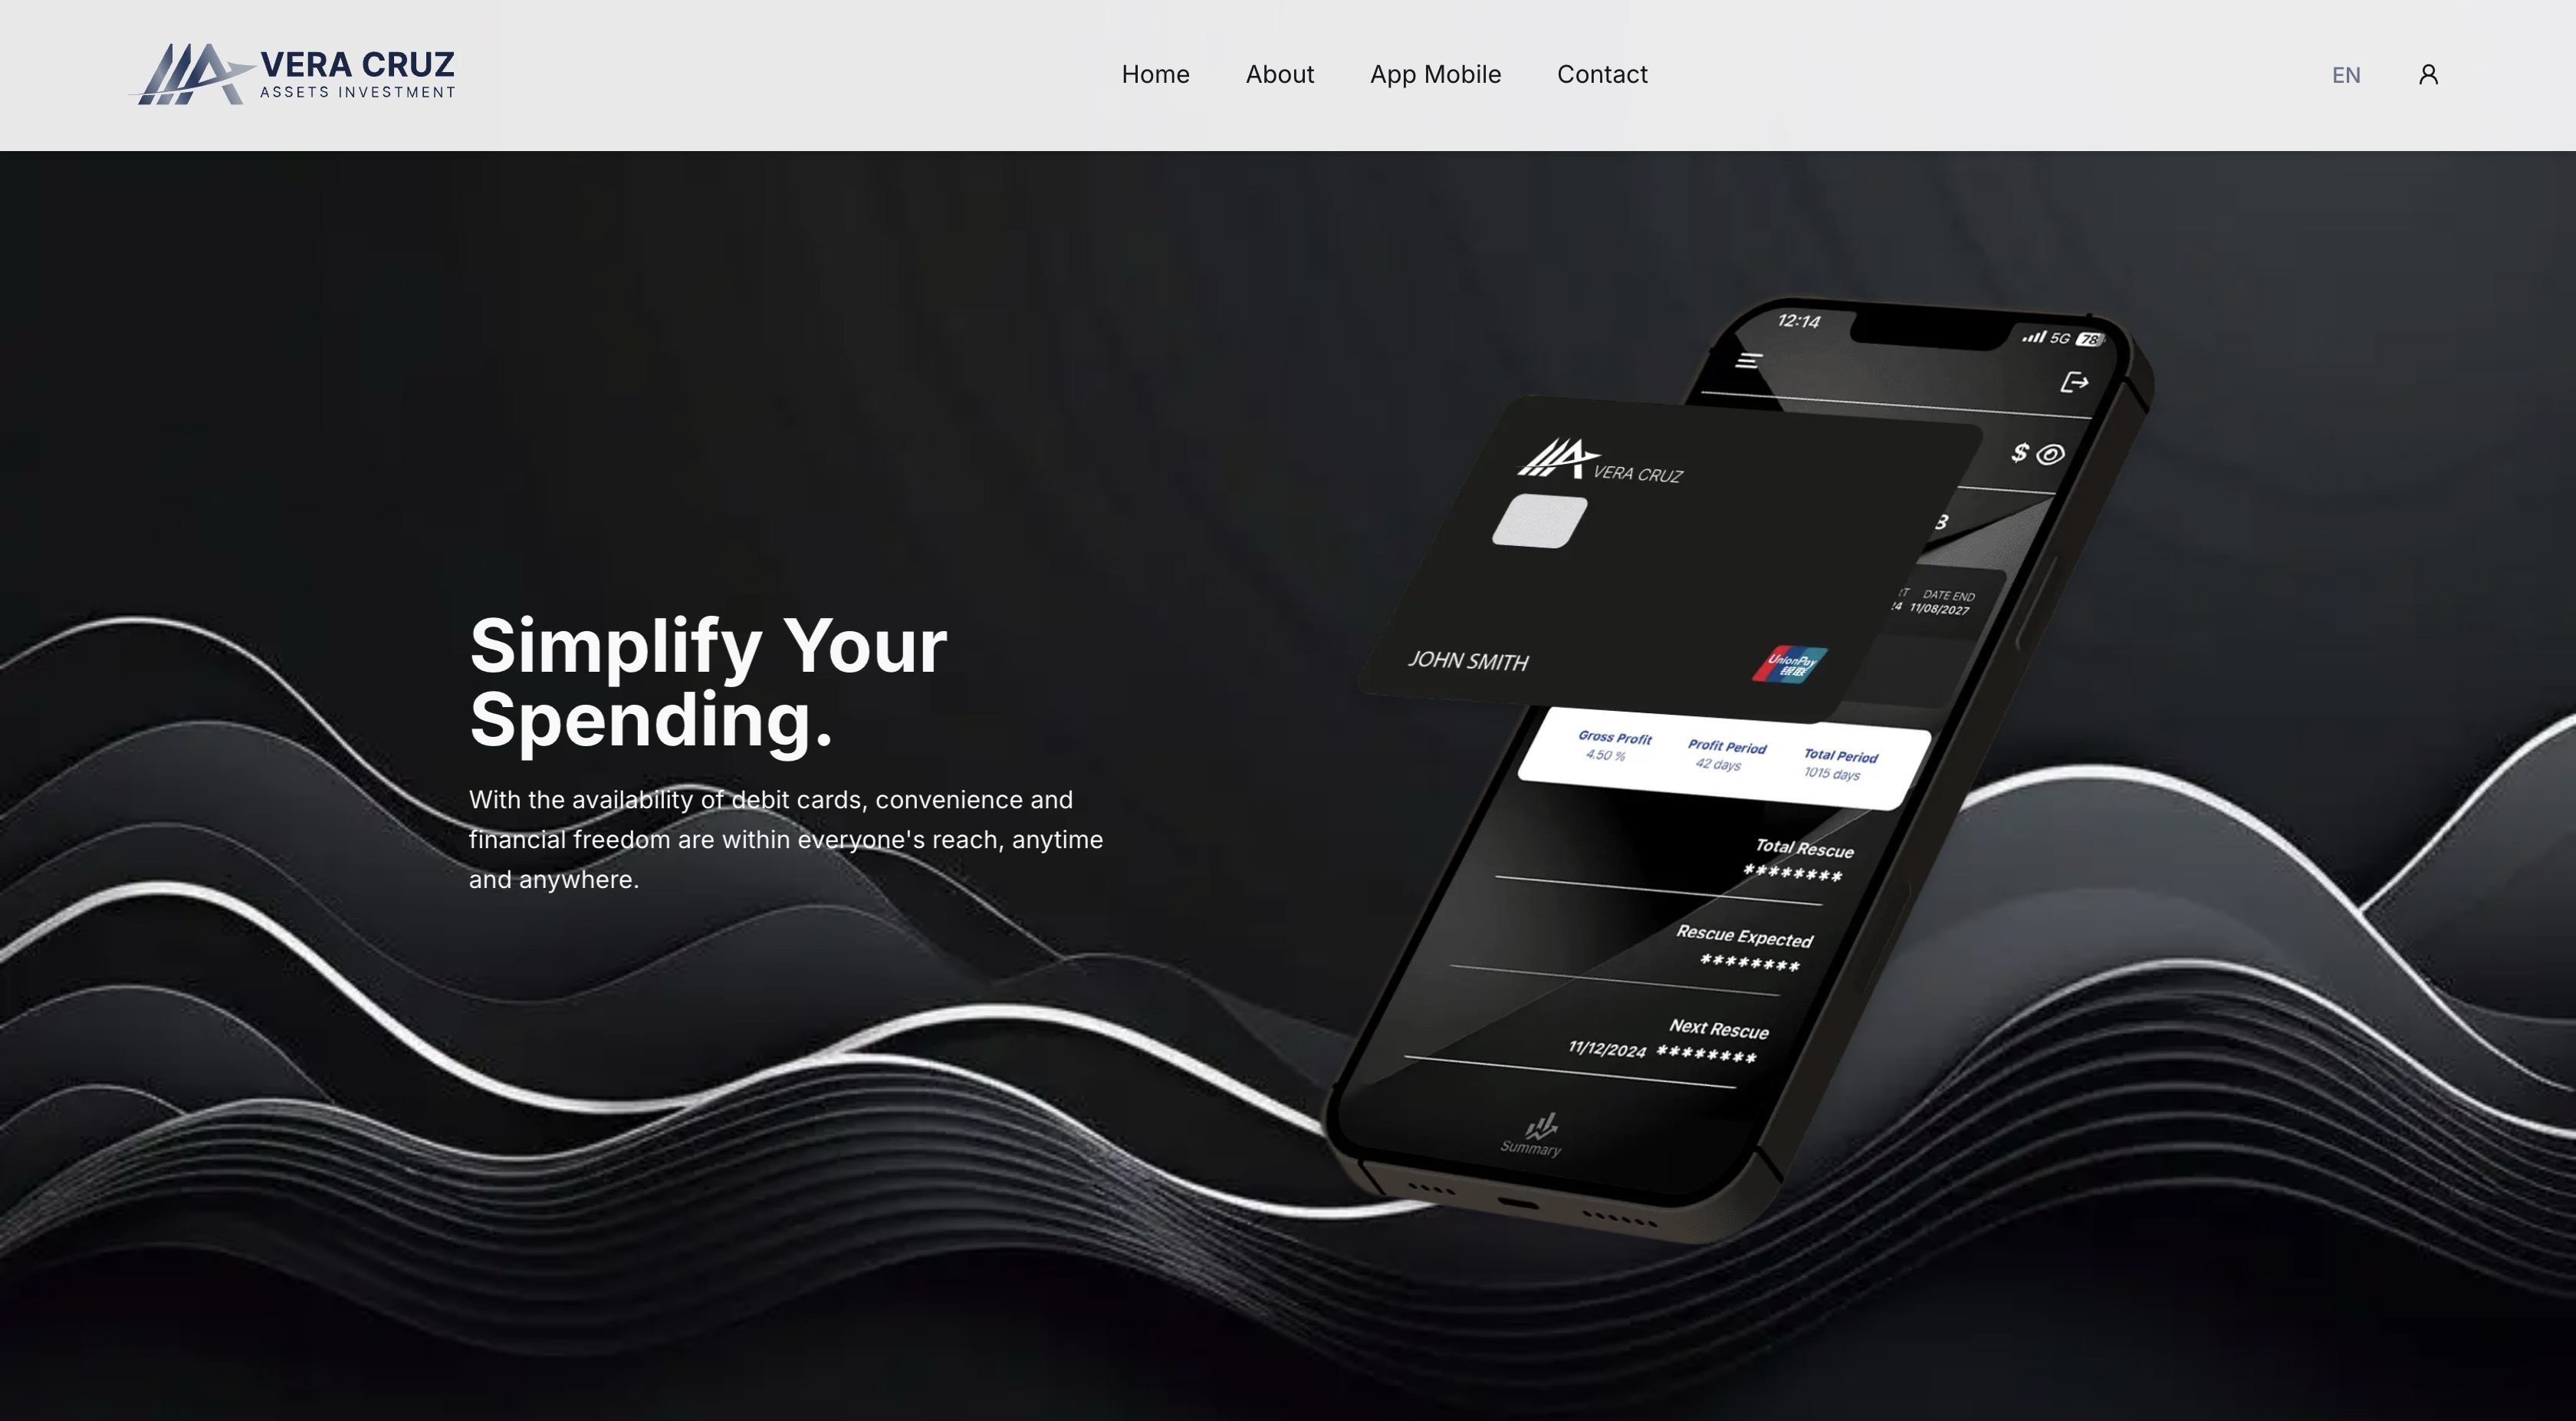 VERA CRUZ
ASSETS INVESTMENT
Home
About
App Mobile
Contact
EN
Simplify Your
Spending.
With the availability of debit cards, convenience and
financial freedom are within everyone's reach, anytime
and anywhere.
12:14
5G 78
$
VERA CRUZ
3
DATE END
11/08/2027
JOHN SMITH
UnionPay
银联
Gross Profit
4.50 %
Profit Period
42 days
Total Period
1015 days
Total Rescue
********
Rescue Expected
********
Next Rescue
11/12/2024 ********
Summary